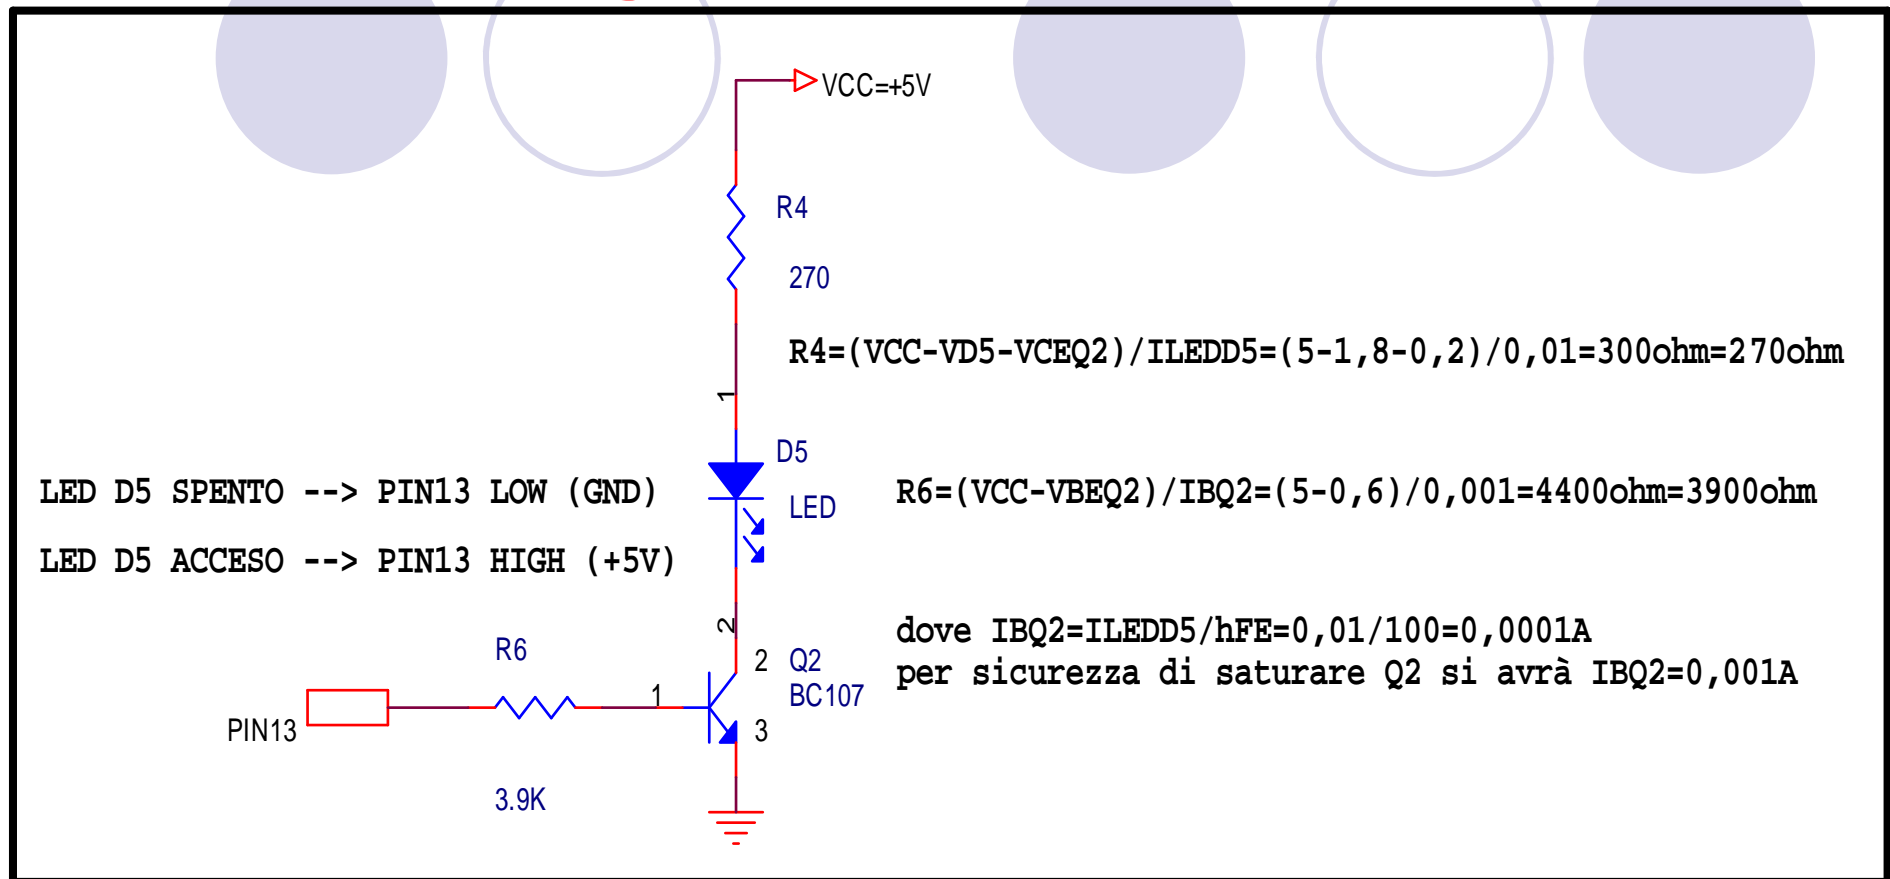 VCC=+5V
R4
270
R4=(VCC-VD5-VCEQ2)/ILEDD5=(5-1,8-0,2)/0,01=300ohm=270ohm
1
D5
LED
LED D5 SPENTO --> PIN13 LOW (GND)
R6=(VCC-VBEQ2)/IBQ2=(5-0,6)/0,001=4400ohm=3900ohm
LED D5 ACCESO --> PIN13 HIGH (+5V)
2
dove IBQ2=ILEDD5/hFE=0,01/100=0,0001A
per sicurezza di saturare Q2 si avrà IBQ2=0,001A
R6
2 Q2
BC107
1
3
PIN13
3.9K